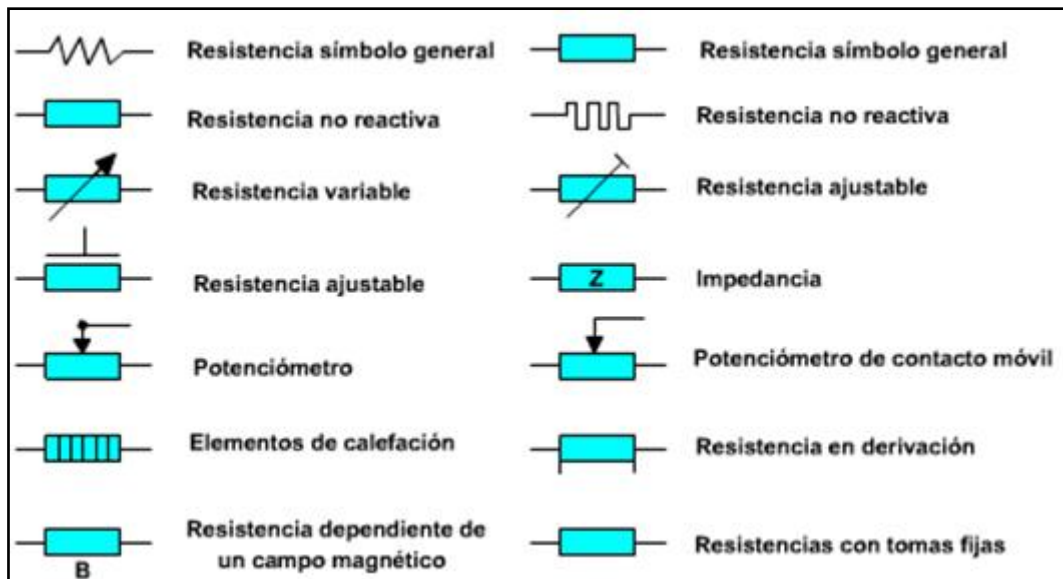 Resistencia símbolo general
Resistencia símbolo general
Resistencia no reactiva
Resistencia no reactiva
Resistencia variable
Resistencia ajustable
Resistencia ajustable
Z
Impedancia
Potenciómetro
Potenciómetro de contacto móvil
Elementos de calefación
Resistencia en derivación
B
Resistencia dependiente de
un campo magnético
Resistencias con tomas fijas